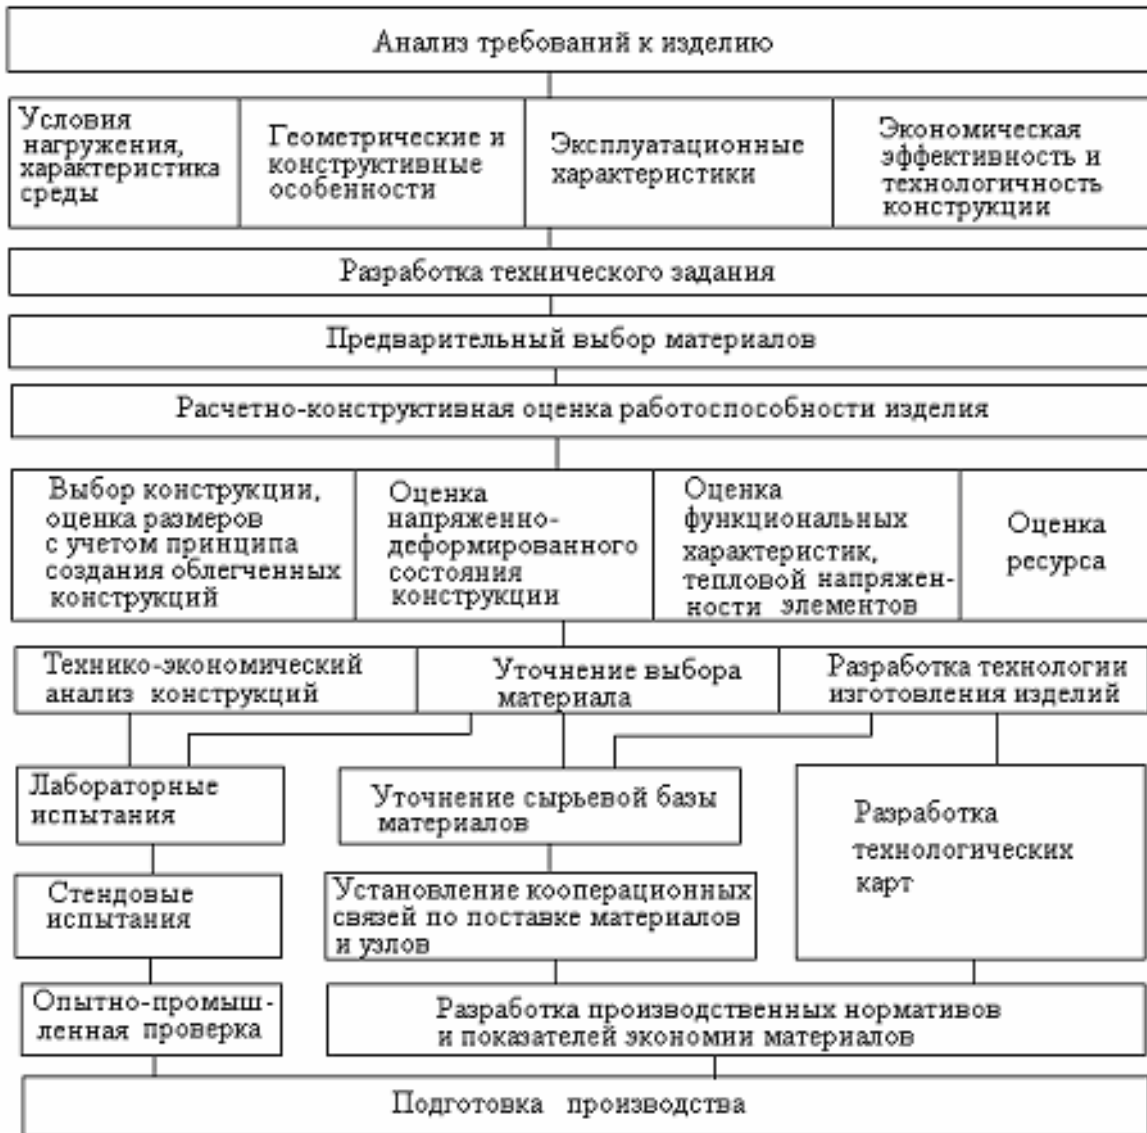 Анализ требований к изделию
Условия
нагружения,
характеристика
среды
Геометрические и
конструктивные
особенности
Эксплуатационные
характеристики
Экономическая
эффективность и
технологичность
конструкции
Разработка технического задания
Предварительный выбор материалов
Расчетно-конструктивная оценка работоспособности изделия
Выбор конструкции,
оценка размеров
с учетом принципа
создания облегченных
конструкций
Оценка
напряженно-
деформированного
состояния
конструкции
Оценка
функциональных
характеристик,
тепловой напряжен-
ности элементов
Оценка
ресурса
Технико-экономический
анализ конструкций
Уточнение выбора
материала
Разработка технологии
изготовления изделий
Лабораторные
испытания
Уточнение сырьевой базы
материалов
Разработка
технологических
карт
Стендовые
испытания
Установление кооперационных
связей по поставке материалов
и узлов
Опытно-промыш-
ленная проверка
Разработка производственных нормативов
и показателей экономии материалов
Подготовка производства